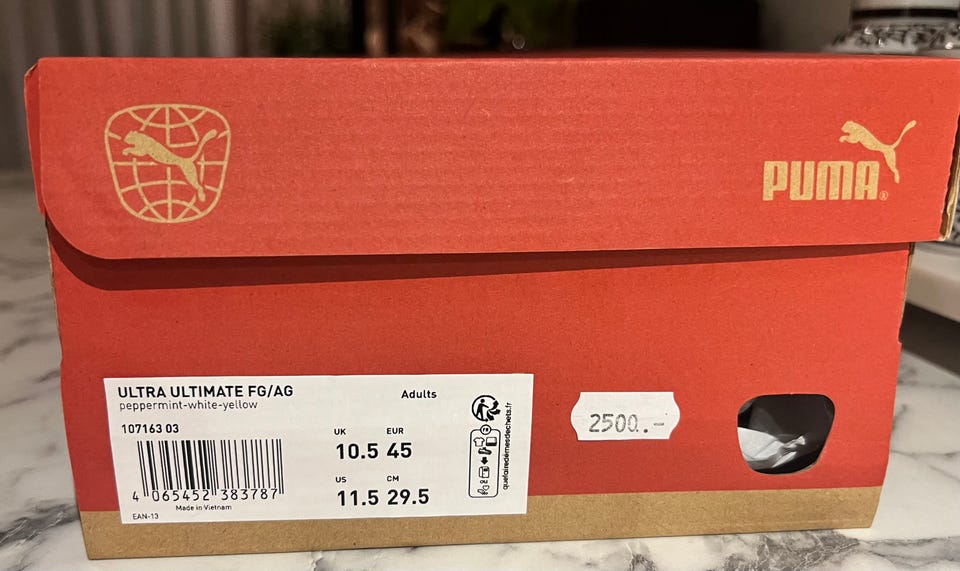 PUMA®
ULTRA ULTIMATE FG/AG
Adults
peppermint-white-yellow
107163 03
UK EUR
10.5 45
US CM
11.5 29.5
4 065452 383787
Made in Vietnam
EAN-13
FR
quefairedemesdechets.fr
2500..-